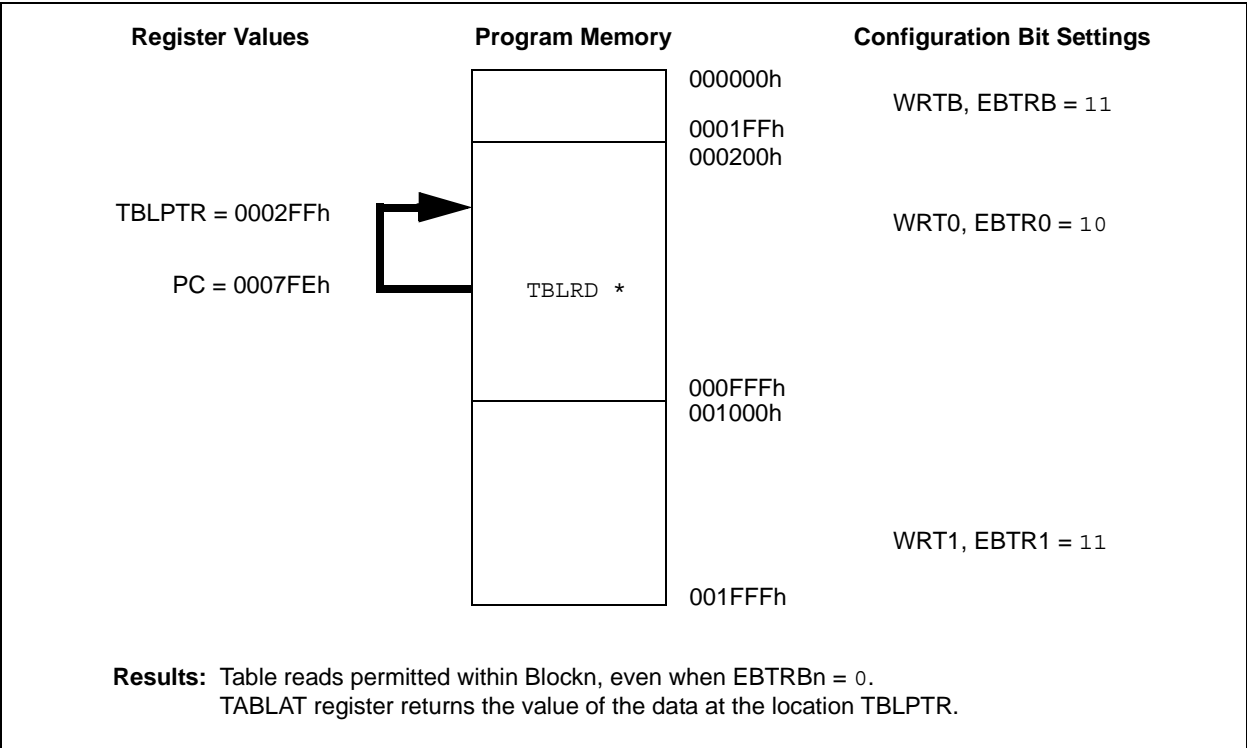 Register Values
Program Memory
Configuration Bit Settings
000000h
WRTB, EBTRB = 11
0001FFh
000200h
TBLPTR = 0002FFh
WRT0, EBTR0 = 10
PC = 0007FEh
TBLRD *
000FFFh
001000h
WRT1, EBTR1 = 11
001FFFh
Results: Table reads permitted within Blockn, even when EBTRBn = 0.
TABLAT register returns the value of the data at the location TBLPTR.